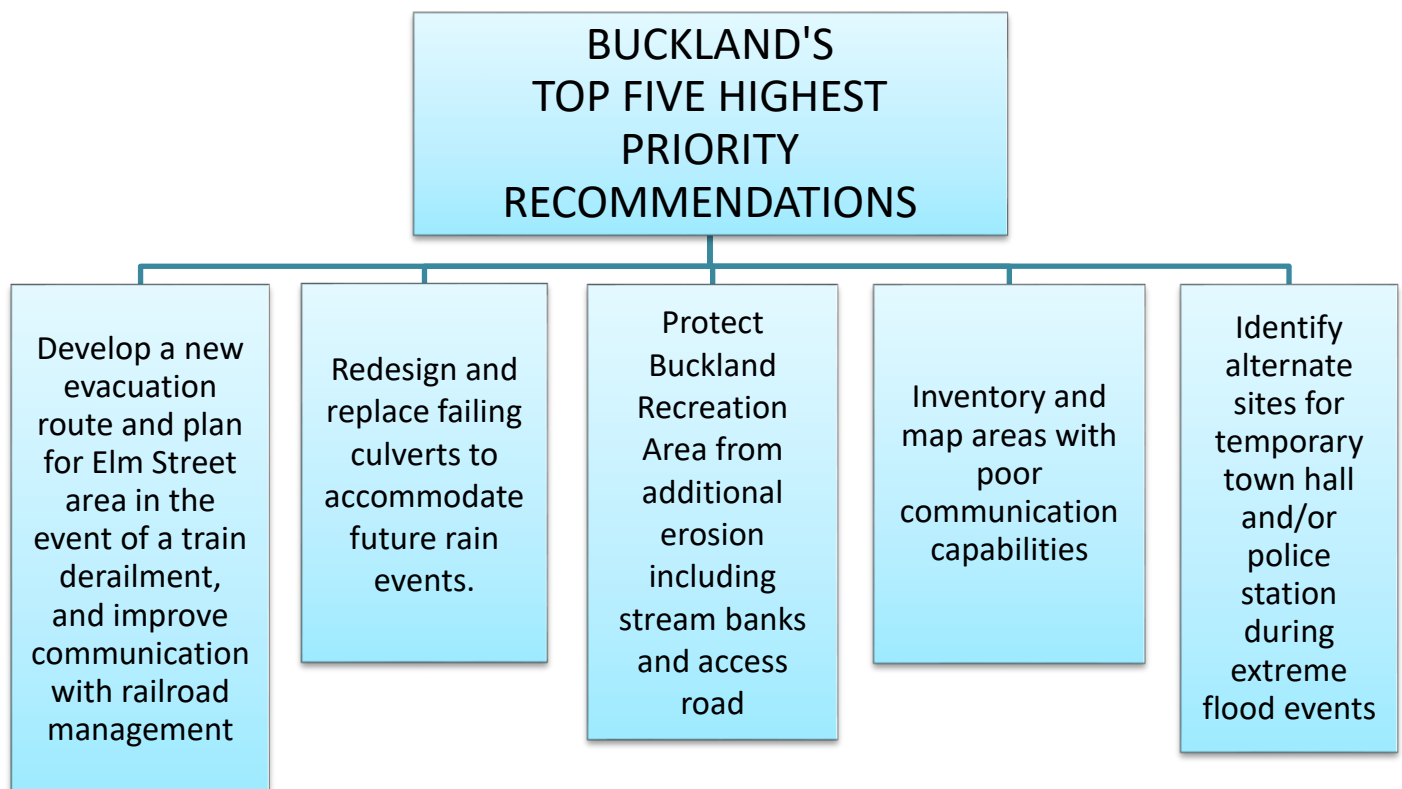 BUCKLAND'S
TOP FIVE HIGHEST
PRIORITY
RECOMMENDATIONS
Develop a new
evacuation
route and plan
for Elm Street
area in the
event of a train
derailment,
and improve
communication
with railroad
management
Redesign and
replace failing
culverts to
accommodate
future rain
events.
Protect
Buckland
Recreation
Area from
additional
erosion
including
stream banks
and access
road
Inventory and
map areas with
poor
communication
capabilities
Identify
alternate
sites for
temporary
town hall
and/or
police
station
during
extreme
flood events